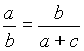 a/b = b/(a + c)